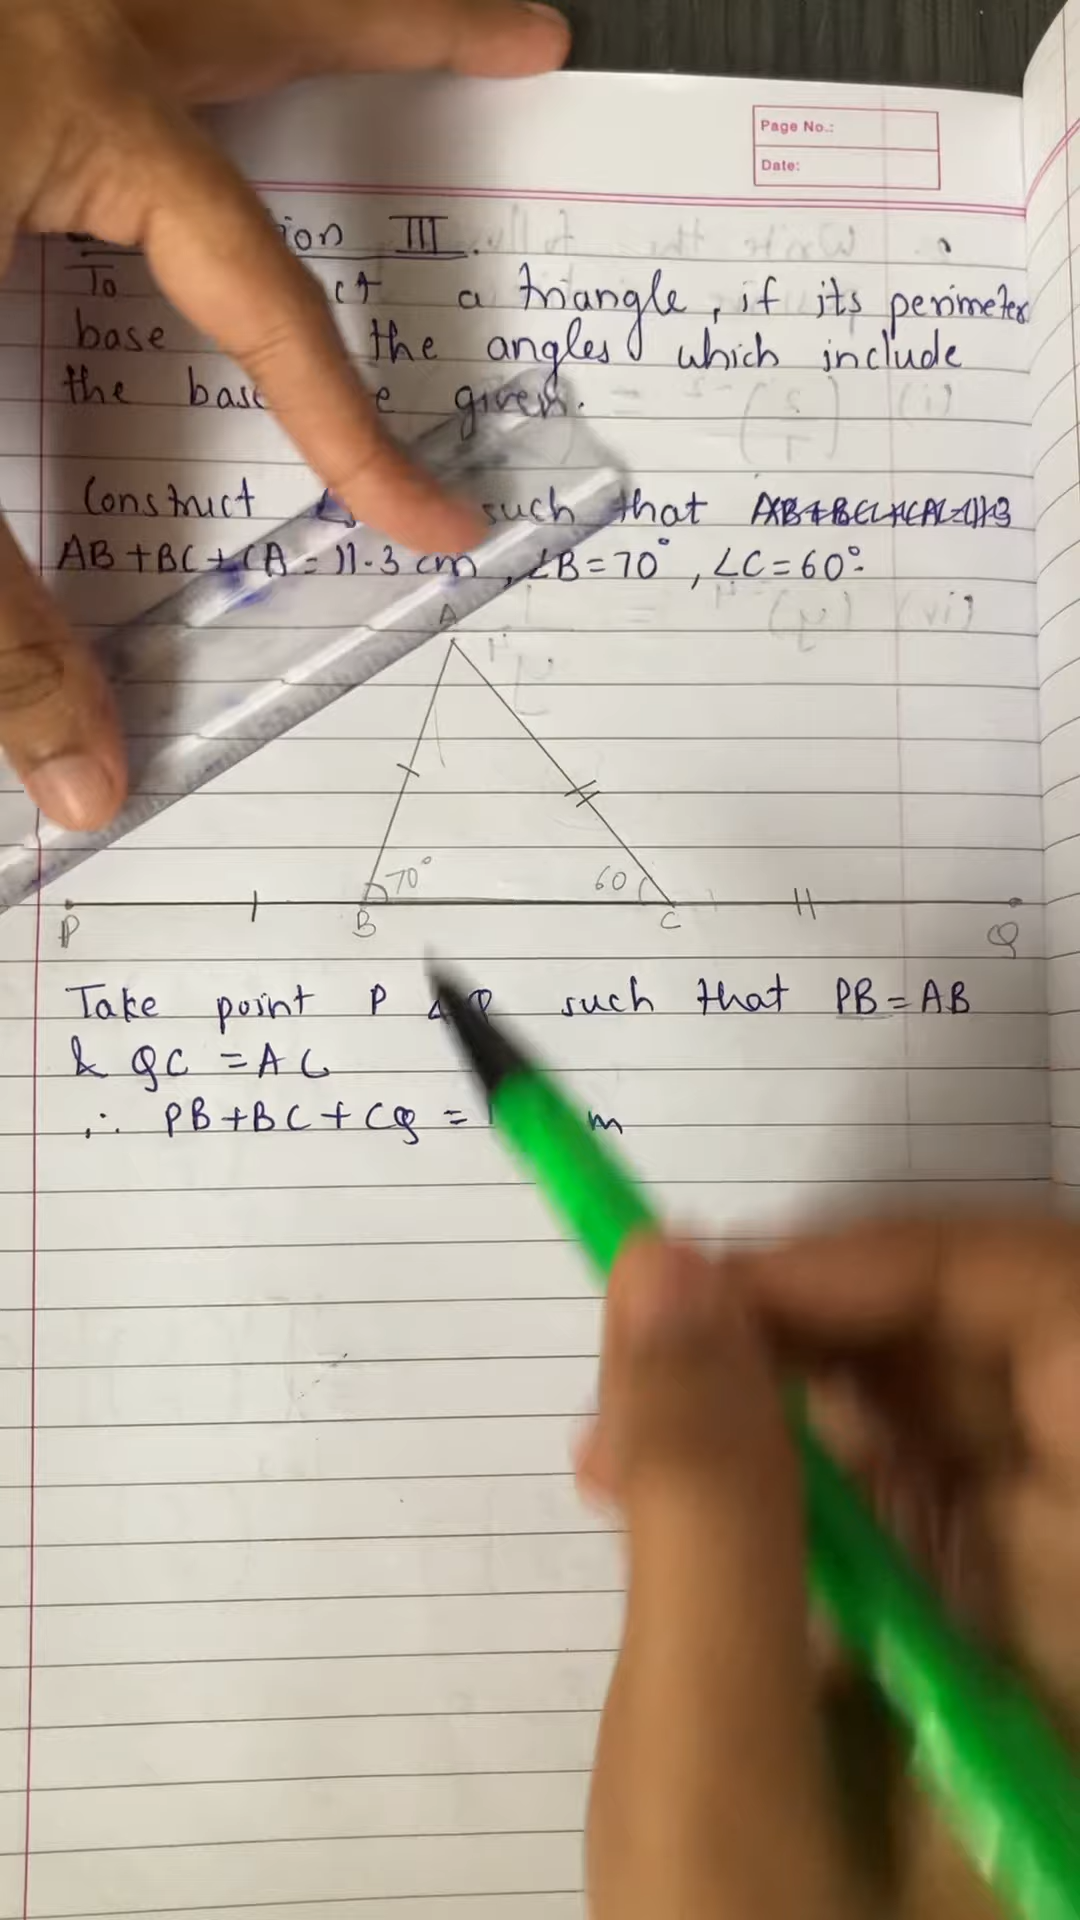 Page No.:
Date:
ion III.
To ct a triangle, if its perimeter
base the angles which include
the bas e given.
Construct such that
AB+BC+CA=11.3 cm, ∠B=70°, ∠C=60°.
A
70° 60
P B C Q
Take point P & Q such that PB=AB
& QC =AC
∴ PB+BC+CQ = m